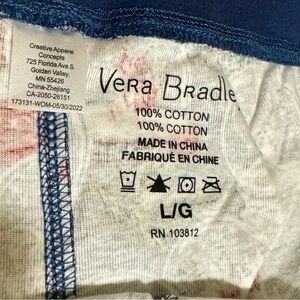 Creative Apparel
Concepts
725 Florida Ave S.
Golden Valley,
MN 55426
China-Zhejiang
CA-2050-26151
173131-WOM-05/30/2022
Vera Bradle
100% COTTON
100% COTTON
MADE IN CHINA
FABRIQUÉ EN CHINE
L/G
RN 103812